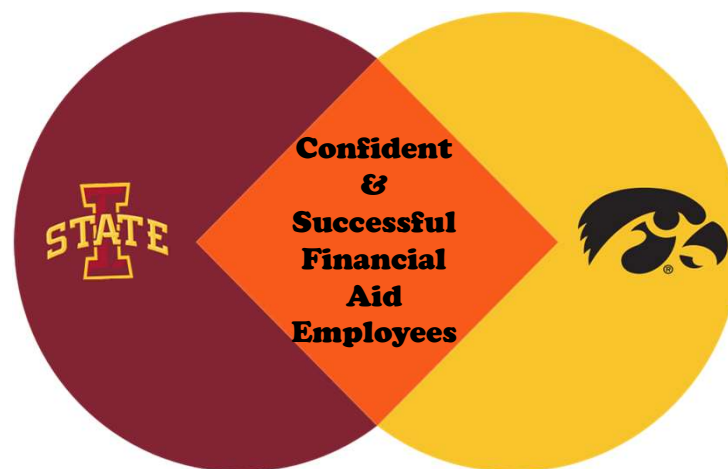 Confident
&
Successful
Financial
Aid
Employees
I
STATE
®